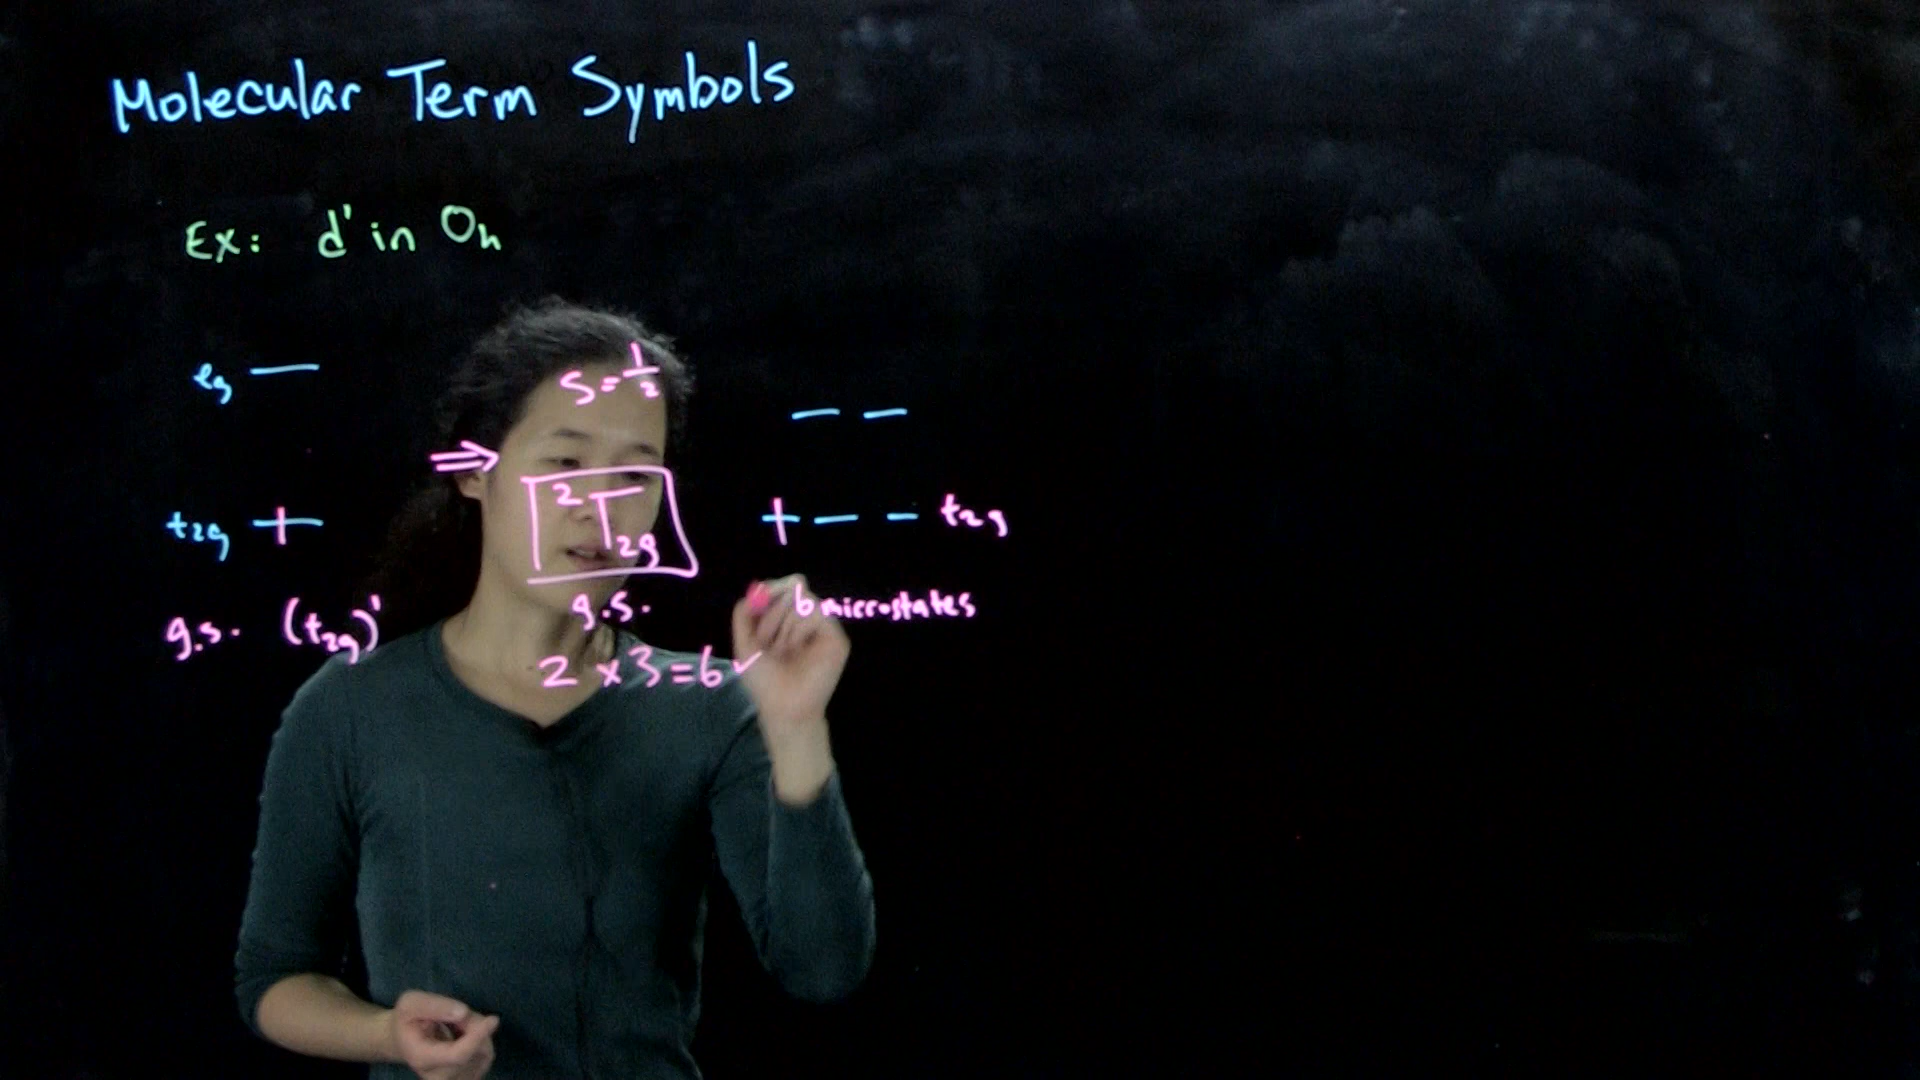 Molecular Term Symbols
Ex: d¹ in Oh
eg
S = 1/2
⇒
²T₂g
t₂g
t₂g
g.s. (t₂g)¹
g.s.
6 microstates
2 x 3 = 6 ✓